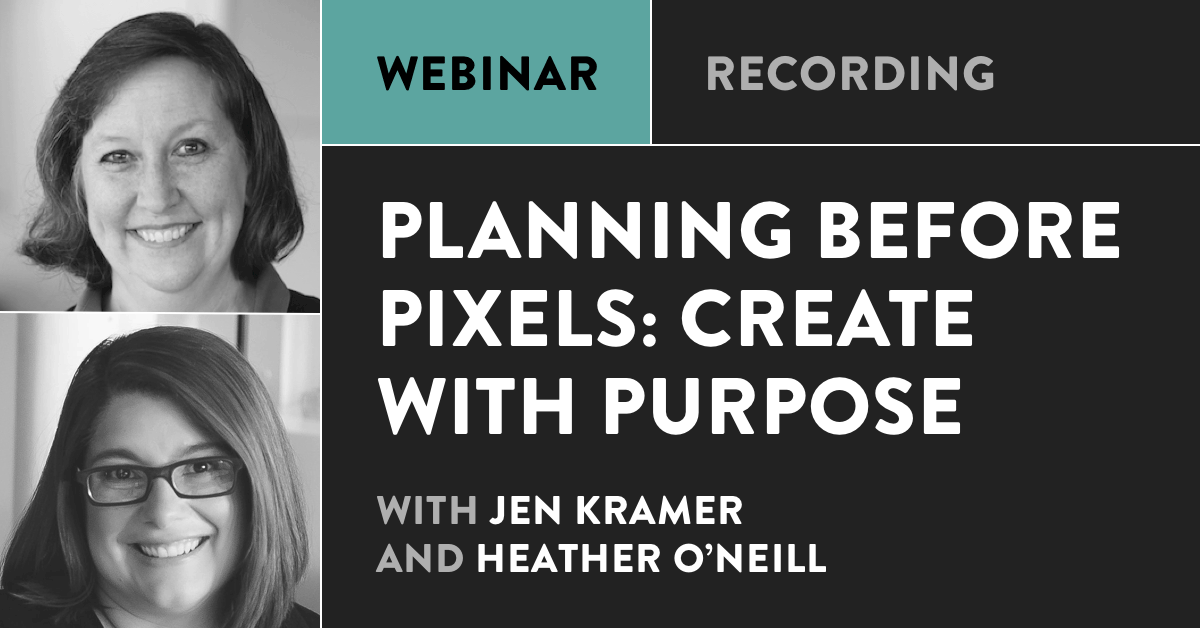 WEBINAR
RECORDING
PLANNING BEFORE
PIXELS: CREATE
WITH PURPOSE
WITH JEN KRAMER
AND HEATHER O’NEILL